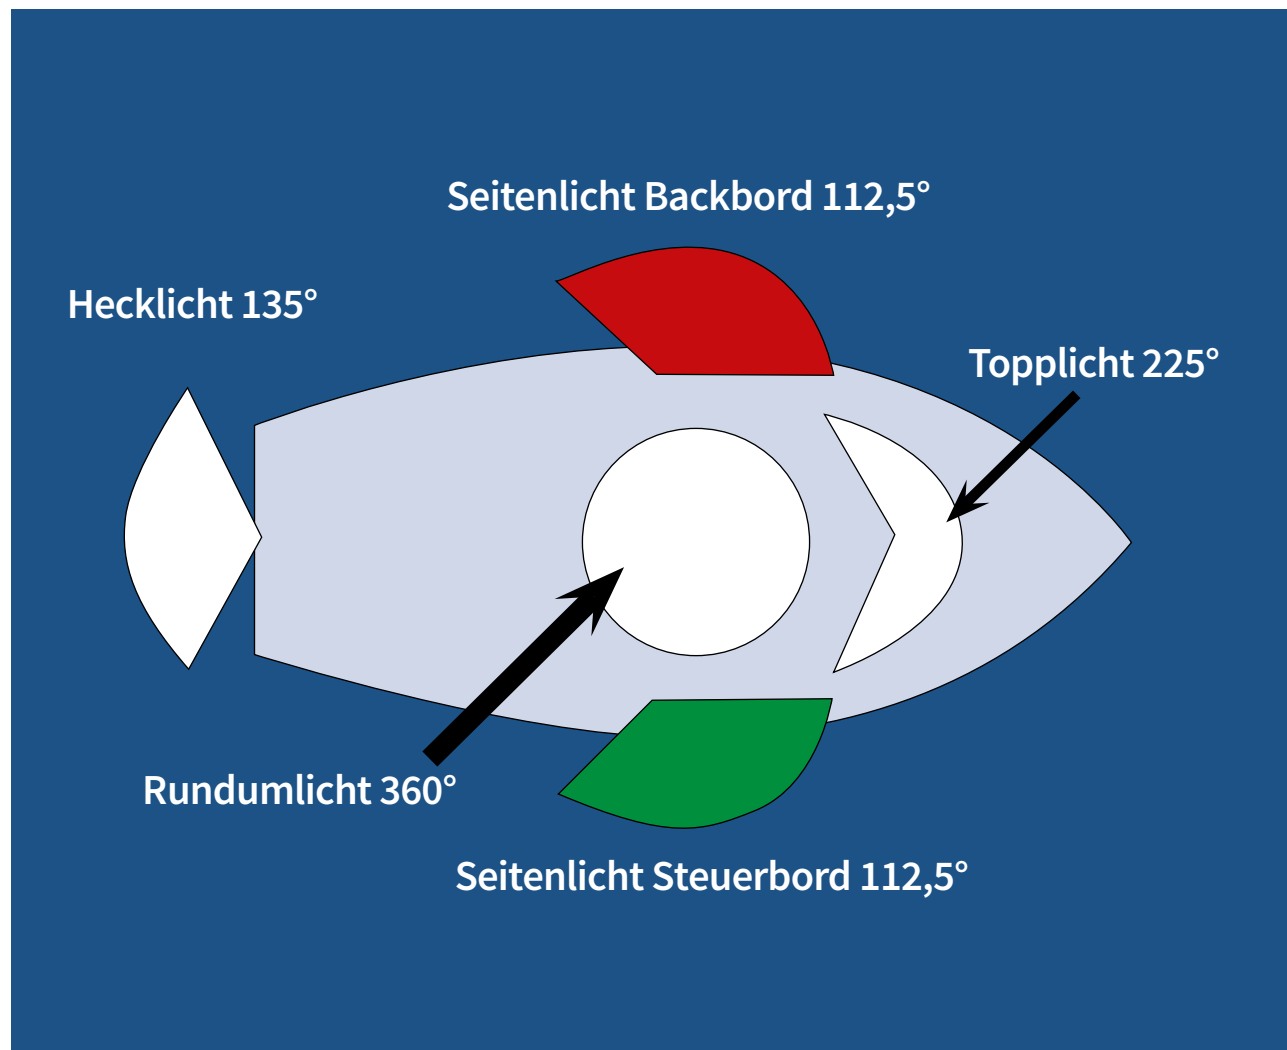 Seitenlicht Backbord 112,5°
Hecklicht 135°
Topplicht 225°
Rundumlicht 360°
Seitenlicht Steuerbord 112,5°